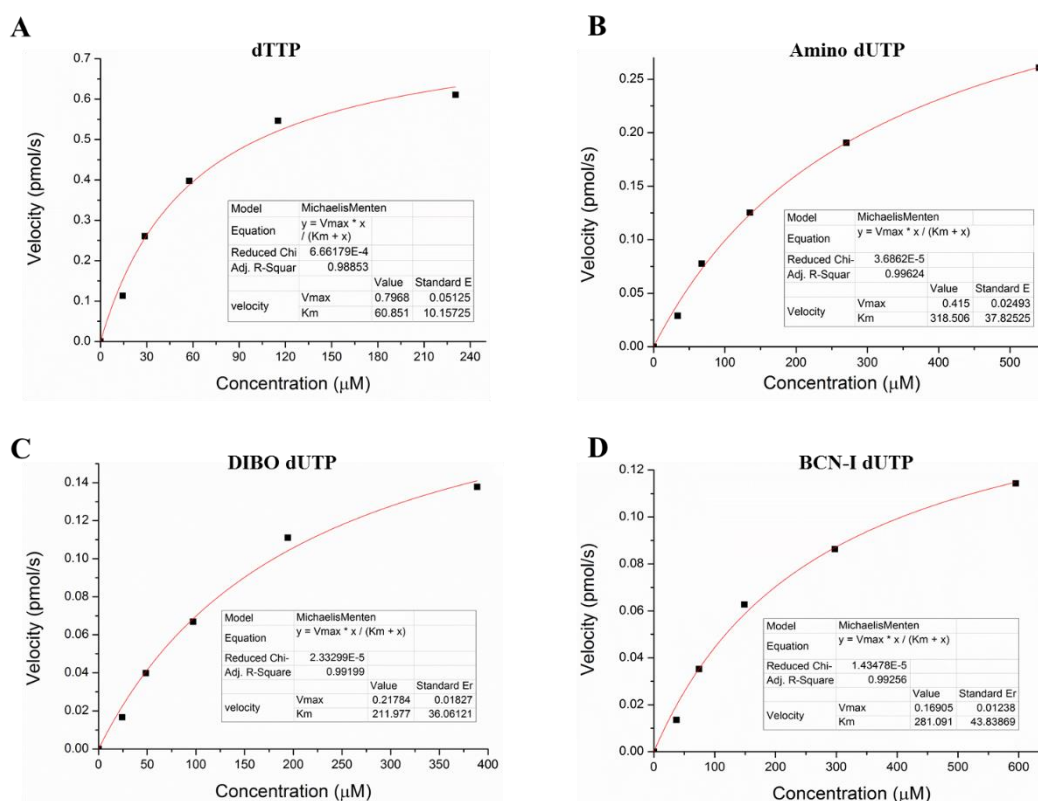 A
dTTP
Velocity (pmol/s)
0.7
0.6
0.5
0.4
0.3
0.2
0.1
0.0
Model MichaelisMenten
Equation y = Vmax * x / (Km + x)
Reduced Chi 6.66179E-4
Adj. R-Squar 0.98853
Value Standard E
velocity Vmax 0.7968 0.05125
Km 60.851 10.15725
0 30 60 90 120 150 180 210 240
Concentration (μM)
B
Amino dUTP
Velocity (pmol/s)
0.25
0.20
0.15
0.10
0.05
0.00
Model MichaelisMenten
Equation y = Vmax * x / (Km + x)
Reduced Chi- 3.6862E-5
Adj. R-Squar 0.99624
Value Standard E
Velocity Vmax 0.415 0.02493
Km 318.506 37.82525
0 100 200 300 400 500
Concentration (μM)
C
DIBO dUTP
Velocity (pmol/s)
0.14
0.12
0.10
0.08
0.06
0.04
0.02
0.00
Model MichaelisMenten
Equation y = Vmax * x / (Km + x)
Reduced Chi- 2.33299E-5
Adj. R-Square 0.99199
Value Standard Er
velocity Vmax 0.21784 0.01827
Km 211.977 36.06121
0 50 100 150 200 250 300 350 400
Concentration (μM)
D
BCN-I dUTP
Velocity (pmol/s)
0.12
0.10
0.08
0.06
0.04
0.02
0.00
Model MichaelisMenten
Equation y = Vmax * x / (Km + x)
Reduced Chi- 1.43478E-5
Adj. R-Square 0.99256
Value Standard Er
Velocity Vmax 0.16905 0.01238
Km 281.091 43.83869
0 100 200 300 400 500 600
Concentration (μM)